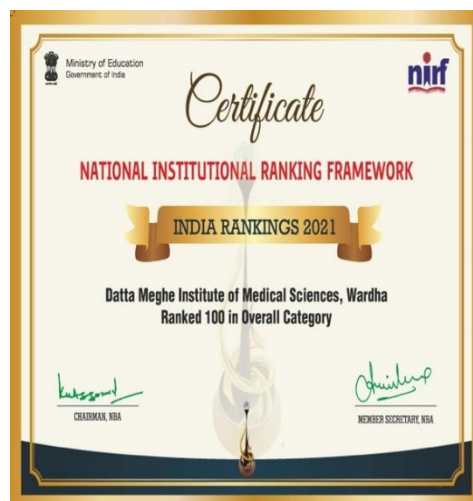 Ministry of Education
Government of India
nirf
Certificate
NATIONAL INSTITUTIONAL RANKING FRAMEWORK
INDIA RANKINGS 2021
Datta Meghe Institute of Medical Sciences, Wardha
Ranked 100 in Overall Category
CHAIRMAN, NBA
MEMBER SECRETARY, NBA